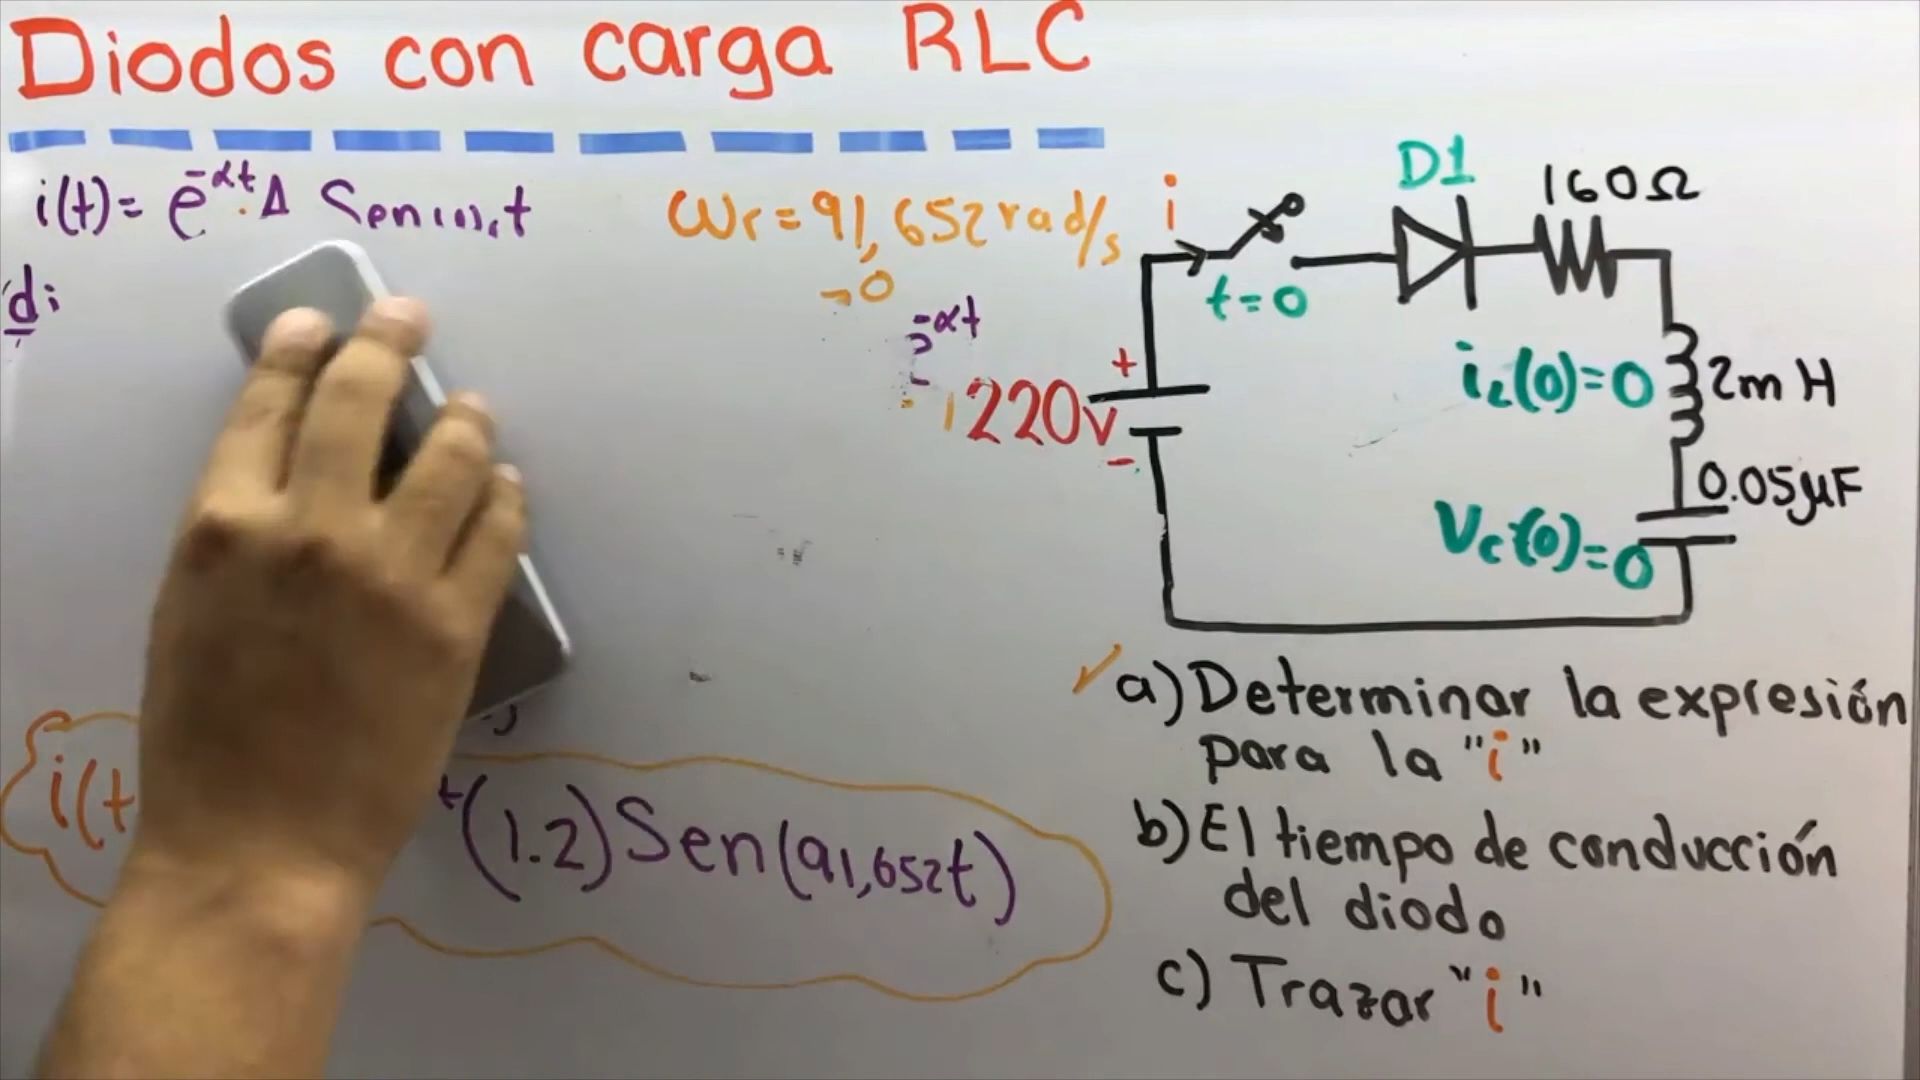 Diodos con carga RLC
i(t)= e^-αt A Sen ωrt
di
ωr = 91,652 rad/s
→0
-αt
i
t=0
D1
160Ω
+
220v
-
iL(0)=0
2mH
0.05µF
Vc(0)=0
i(t
t(1.2)Sen(91,652t)
✓a) Determinar la expresión
para la "i"
b) El tiempo de conducción
del diodo
c) Trazar "i"